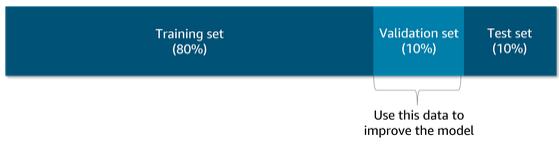 Training set
(80%)
Validation set
(10%)
Test set
(10%)
Use this data to
improve the model